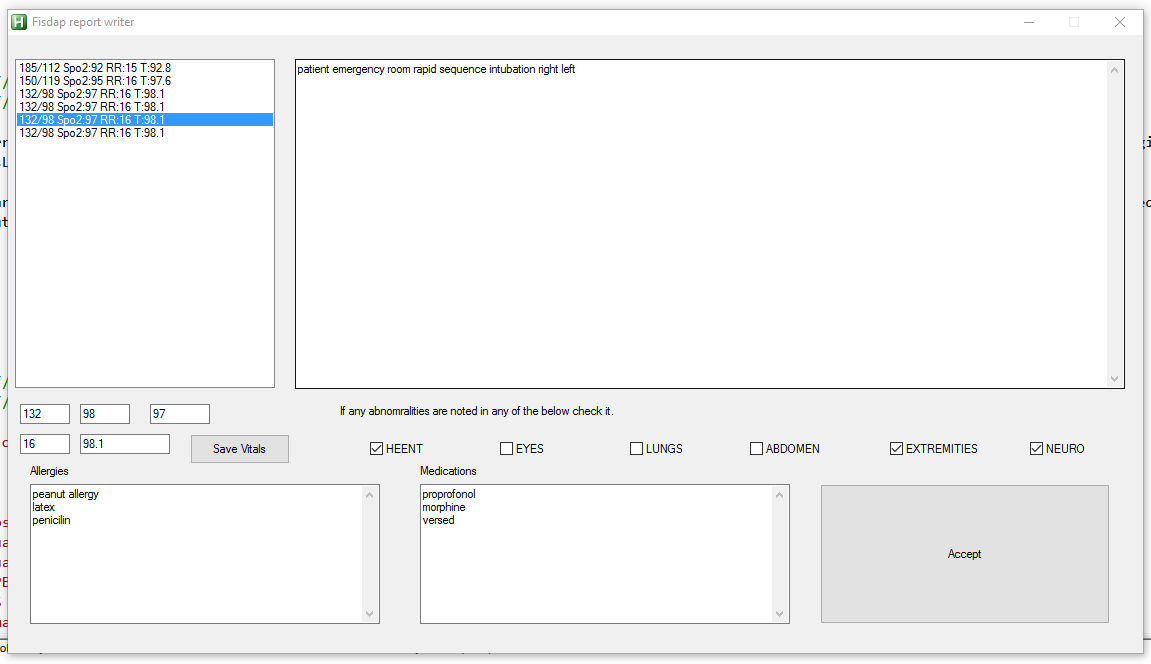 Fisdap report writer
185/112 Spo2:92 RR:15 T:92.8
150/119 Spo2:95 RR:16 T:97.6
132/98 Spo2:97 RR:16 T:98.1
132/98 Spo2:97 RR:16 T:98.1
132/98 Spo2:97 RR:16 T:98.1
132/98 Spo2:97 RR:16 T:98.1
patient emergency room rapid sequence intubation right left
132 98 97
If any abnomralities are noted in any of the below check it.
16 98.1 Save Vitals
HEENT EYES LUNGS ABDOMEN EXTREMITIES NEURO
Allergies Medications
peanut allergy
latex
penicilin
proprofonol
morphine
versed
Accept